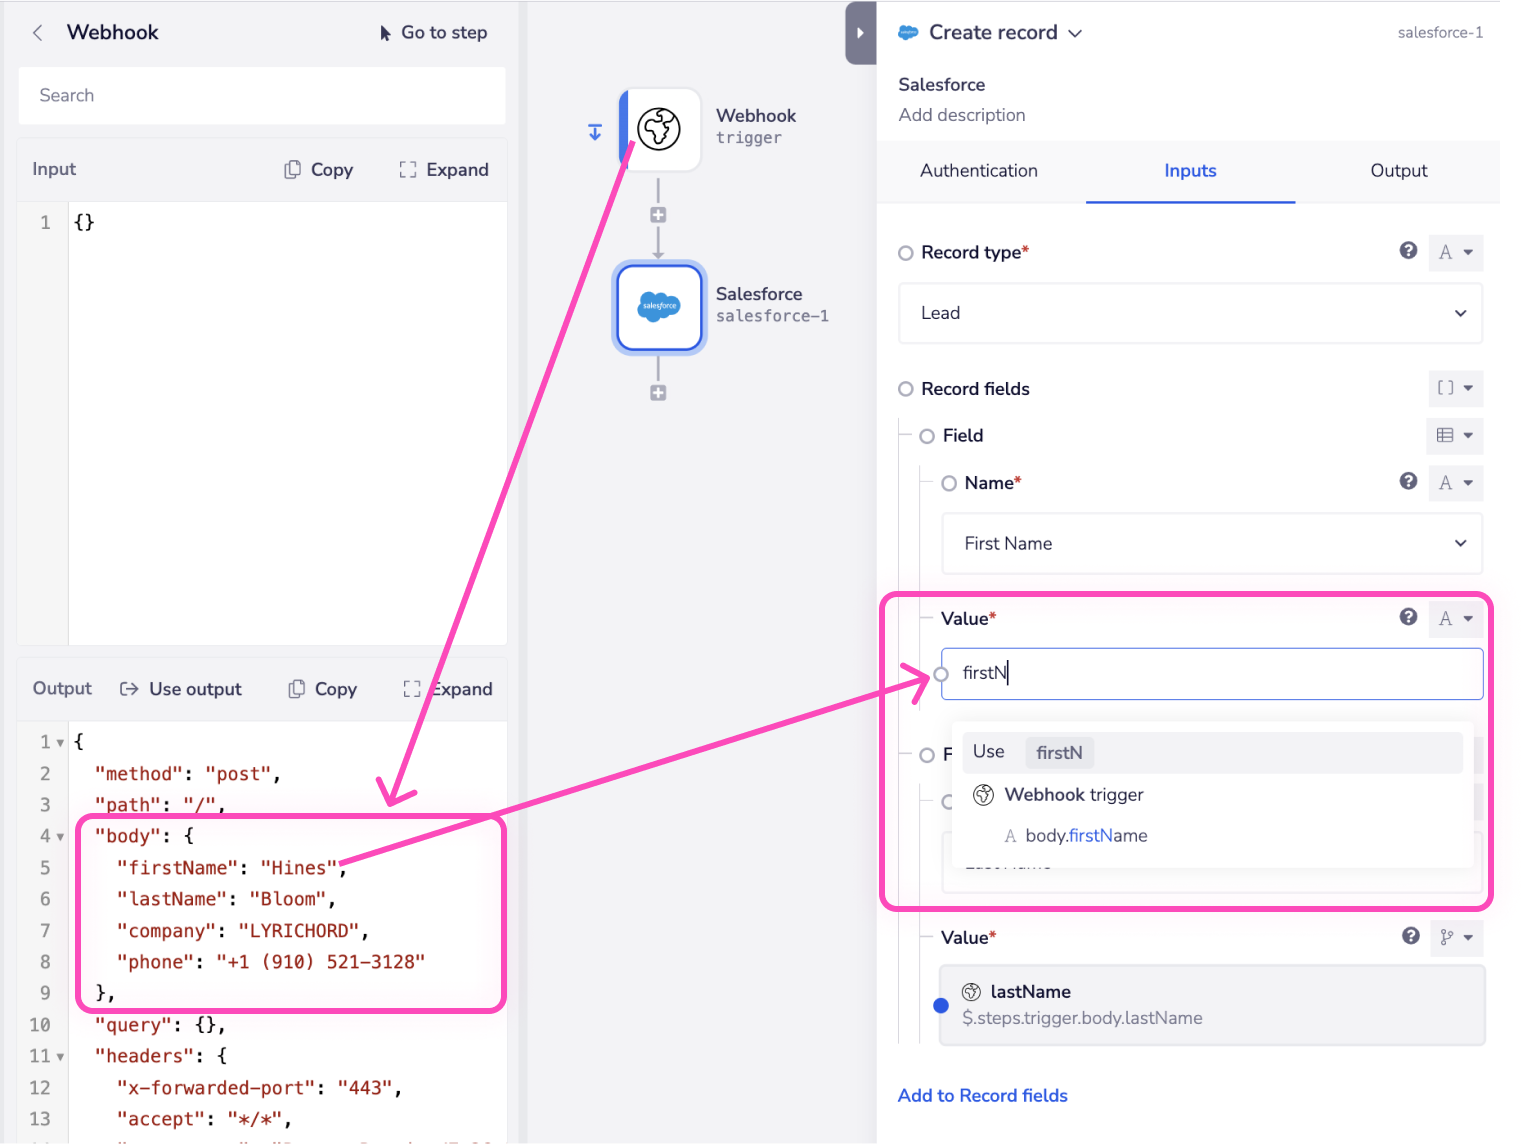 Webhook
Go to step
Search
Input
Copy
Expand
1
{}
Output
Use output
Copy
Expand
1 {
2 "method": "post",
3 "path": "/",
4 "body": {
5 "firstName": "Hines",
6 "lastName": "Bloom",
7 "company": "LYRICHORD",
8 "phone": "+1 (910) 521-3128"
9 },
10 "query": {},
11 "headers": {
12 "x-forwarded-port": "443",
13 "accept": "*/*",
Webhook
trigger
salesforce
Salesforce
salesforce-1
Create record
salesforce-1
Salesforce
Add description
Authentication
Inputs
Output
Record type*
? A
Lead
Record fields
[ ]
Field
Name*
? A
First Name
Value*
? A
firstN
F
Use firstN
Webhook trigger
A body.firstName
Value*
?
lastName
$.steps.trigger.body.lastName
Add to Record fields